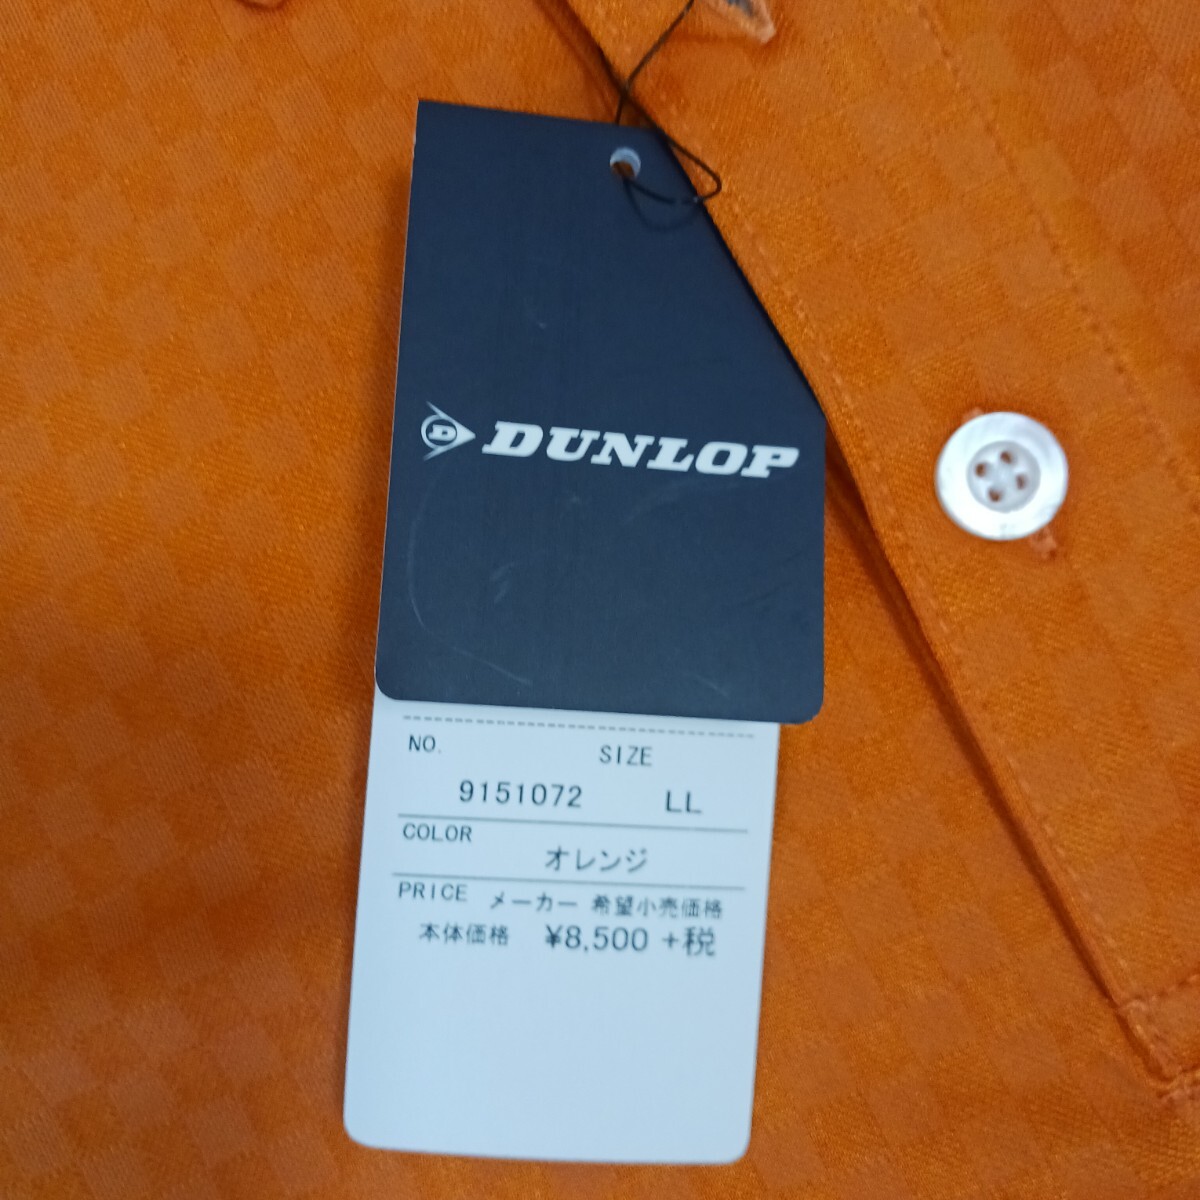 D DUNLOP
NO. SIZE
9151072 LL
COLOR
オレンジ
PRICE メーカー 希望小売価格
本体価格 ¥8,500 +税